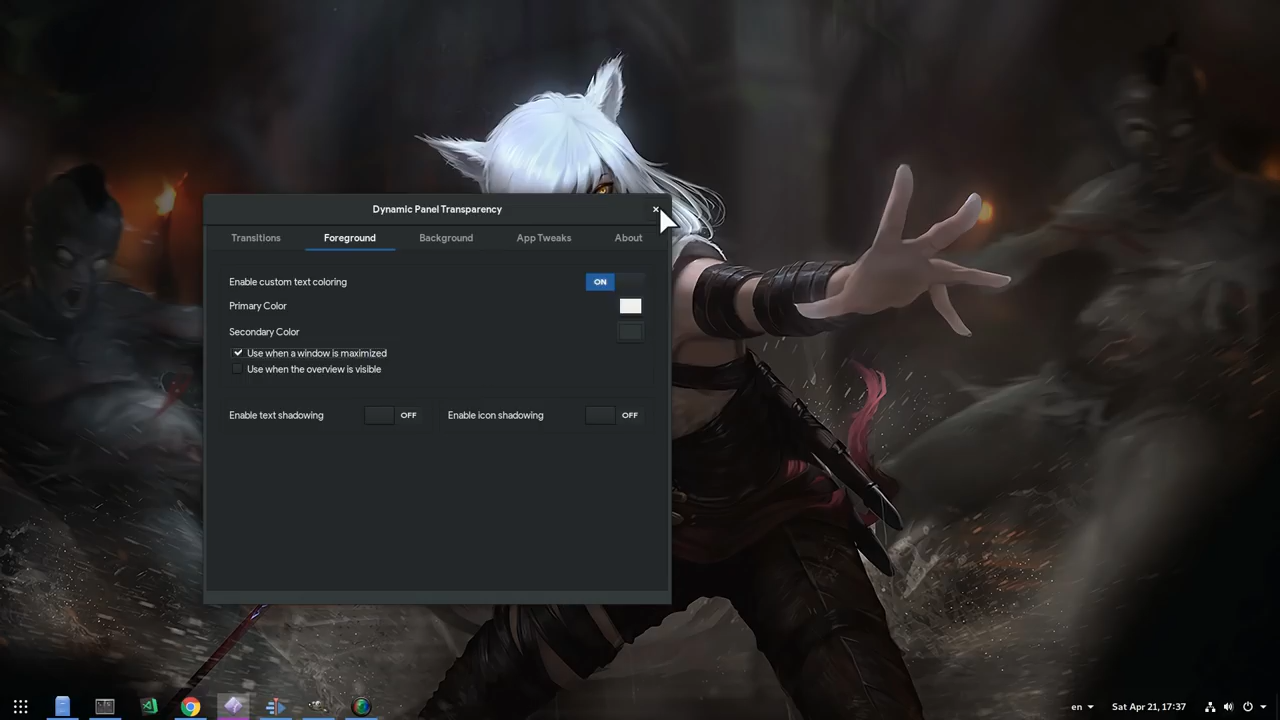 Dynamic Panel Transparency
Transitions Foreground Background App Tweaks About
Enable custom text coloring ON
Primary Color
Secondary Color
Use when a window is maximized
Use when the overview is visible
Enable text shadowing OFF Enable icon shadowing OFF
en Sat Apr 21, 17:37